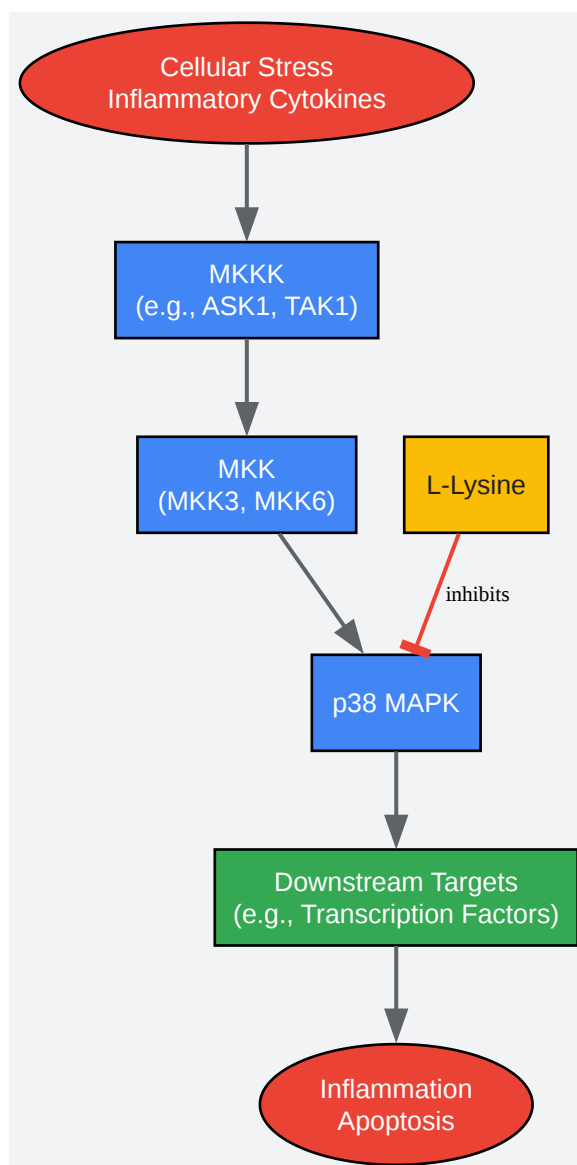 Cellular Stress
Inflammatory Cytokines
MKKK
(e.g., ASK1, TAK1)
MKK
(MKK3, MKK6)
L-Lysine
inhibits
p38 MAPK
Downstream Targets
(e.g., Transcription Factors)
Inflammation
Apoptosis